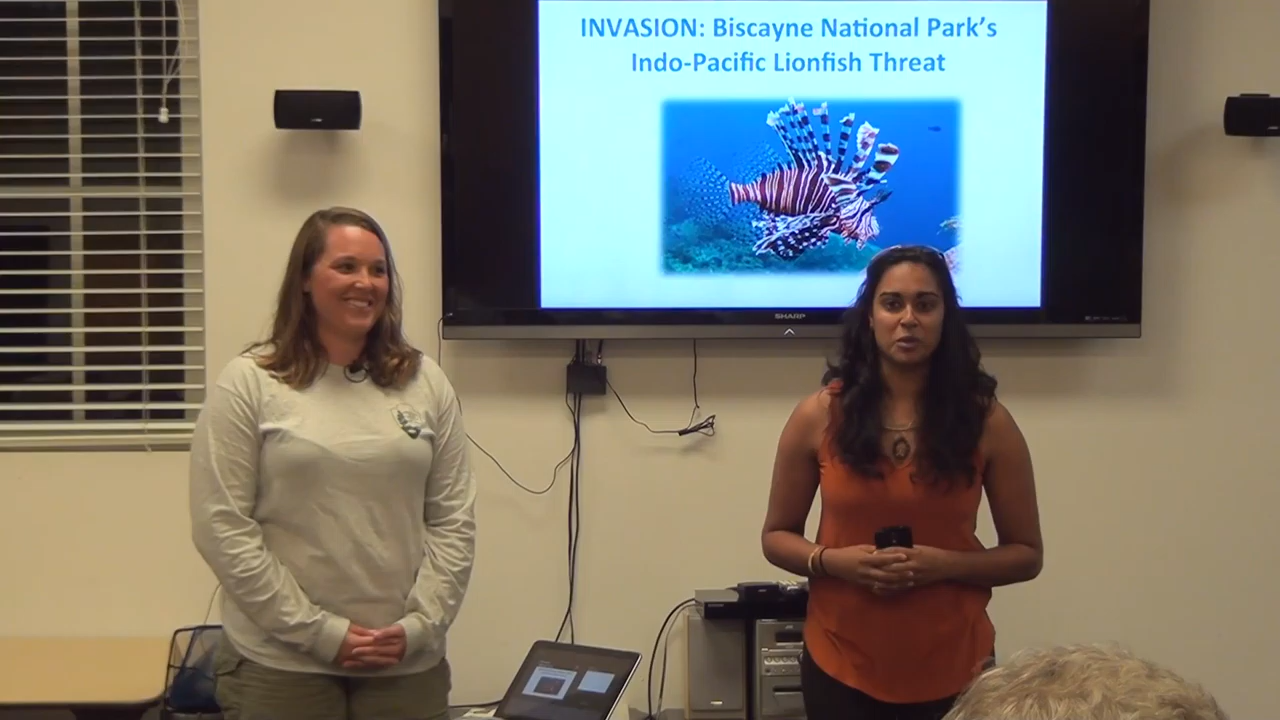 INVASION: Biscayne National Park's
Indo-Pacific Lionfish Threat
SHARP